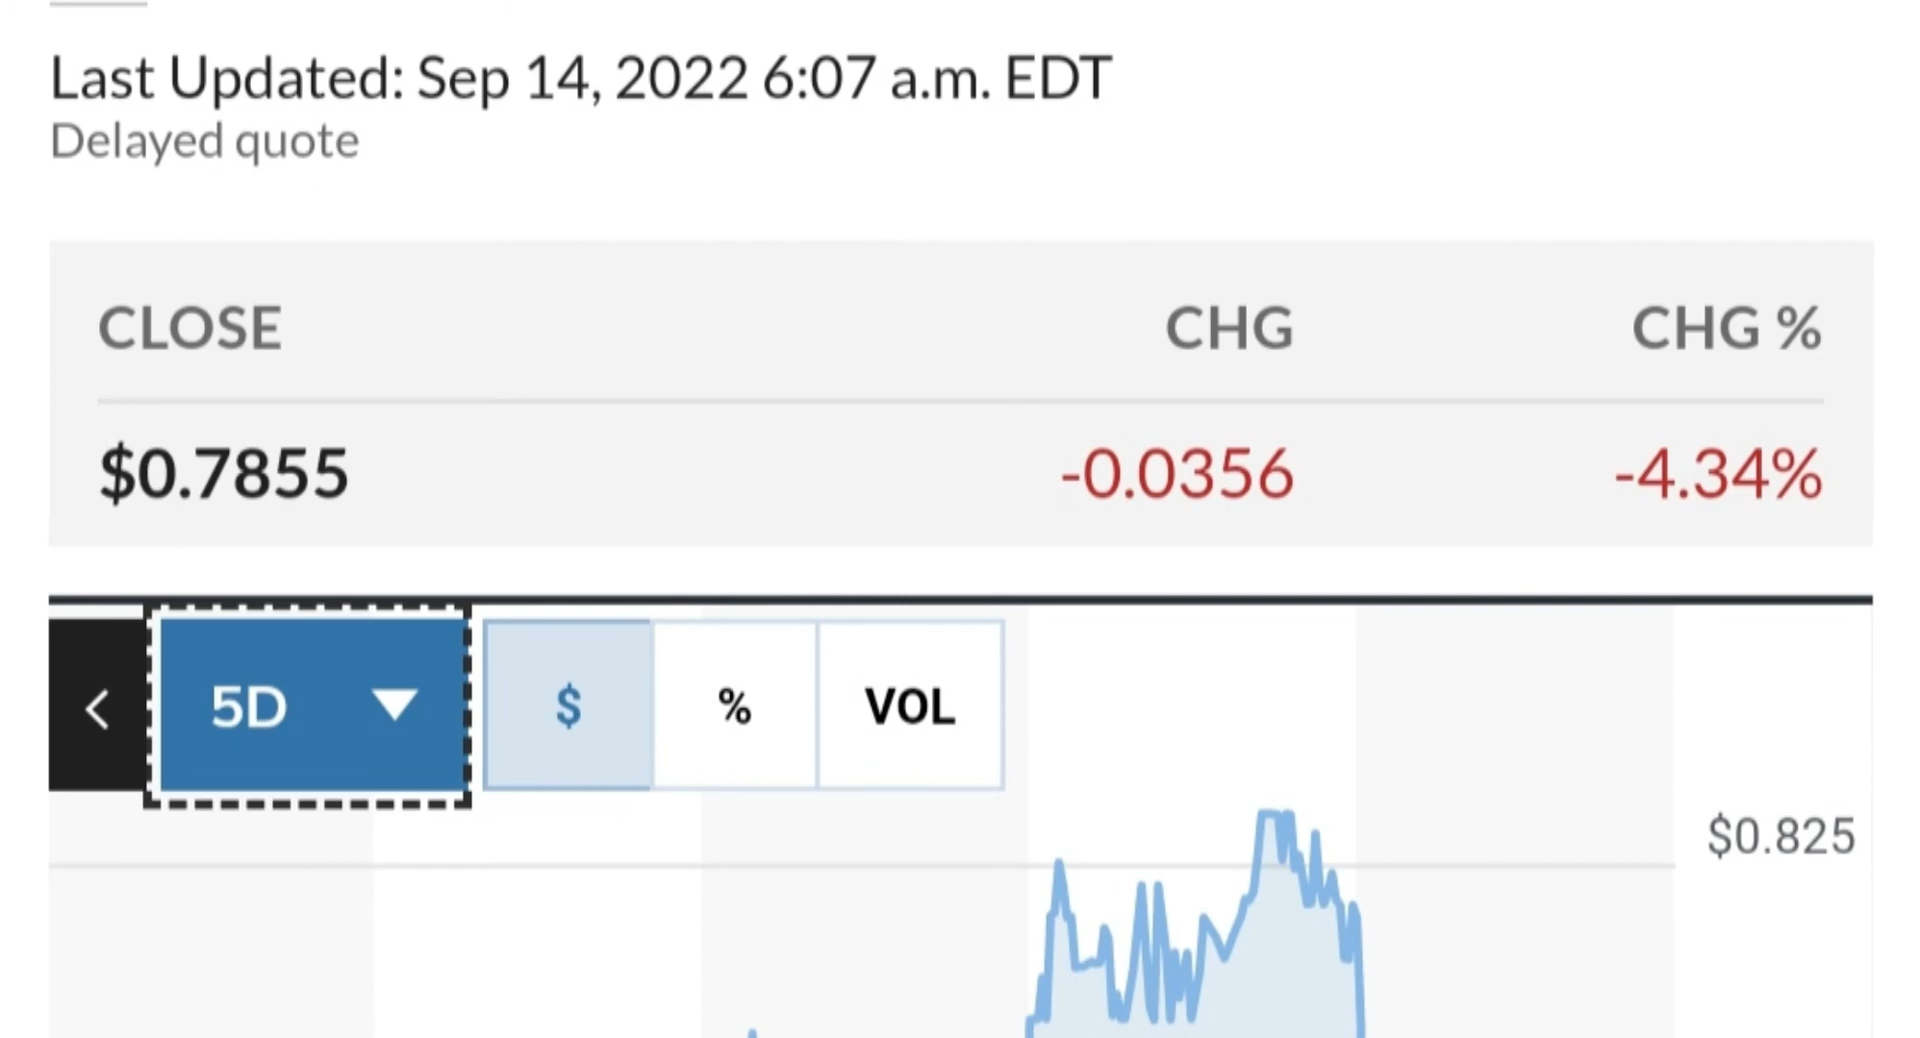 Last Updated: Sep 14, 2022 6:07 a.m. EDT
Delayed quote
CLOSE CHG CHG %
$0.7855 -0.0356 -4.34%
5D $ % VOL
$0.825